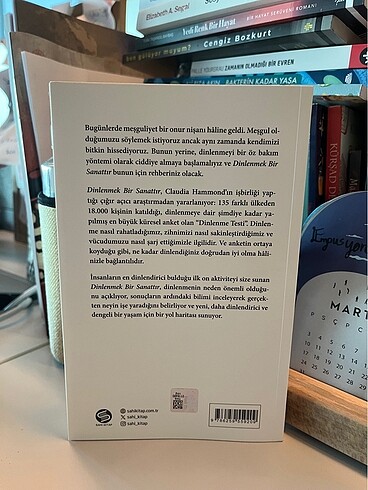 Elizabeth A. Segal
Yedi Renk Bir Hayat
BİR HAYAT SERÜVENİ ROMANI
Cengiz Bozkurt
ZAMANIN OLMADIĞI BİR EVREN
BAKTERİN KADAR YAŞA
Bugünlerde meşguliyet bir onur nişanı hâline geldi. Meşgul ol-
duğumuzu söylemek istiyoruz ancak aynı zamanda kendimizi
bitkin hissediyoruz. Bunun yerine, dinlenmeyi bir öz bakım
yöntemi olarak ciddiye almaya başlamalıyız ve Dinlenmek Bir
Sanattır bunun için rehberiniz olacak.
Dinlenmek Bir Sanattır, Claudia Hammond'ın işbirliği yap-
tığı çığır açıcı araştırmadan yararlanıyor: 135 farklı ülkeden
18.000 kişinin katıldığı, dinlenmeye dair şimdiye kadar ya-
pılmış en büyük küresel anket olan "Dinlenme Testi". Dinlen-
me nasıl rahatladığımız, zihnimizi nasıl sakinleştirdiğimiz ve
vücudumuzu nasıl şarj ettiğimizle ilgilidir. Ve anketin ortaya
koyduğu gibi, ne kadar dinlendiğiniz doğrudan iyi olma hâli-
nizle bağlantılıdır.
İnsanların en dinlendirici bulduğu ilk on aktiviteyi size sunan
Dinlenmek Bir Sanattır, dinlenmenin neden önemli olduğu-
nu açıklıyor, sonuçların ardındaki bilimi inceleyerek gerçek-
ten neyin işe yaradığını belirliyor ve yeni, daha dinlendirici ve
dengeli bir yaşam için bir yol haritası sunuyor.
sahikitap.com.tr
sahi_kitap
sahi_kitap
KÜRŞAD
MART